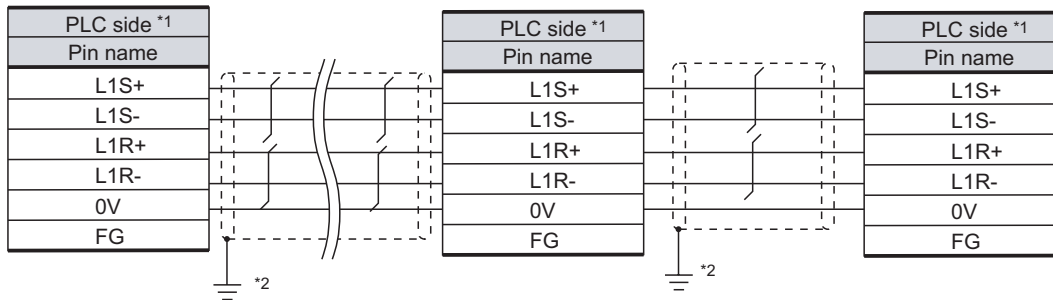 PLC side *1
Pin name
L1S+
L1S-
L1R+
L1R-
0V
FG
*2
PLC side *1
Pin name
L1S+
L1S-
L1R+
L1R-
0V
FG
*2
PLC side *1
Pin name
L1S+
L1S-
L1R+
L1R-
0V
FG